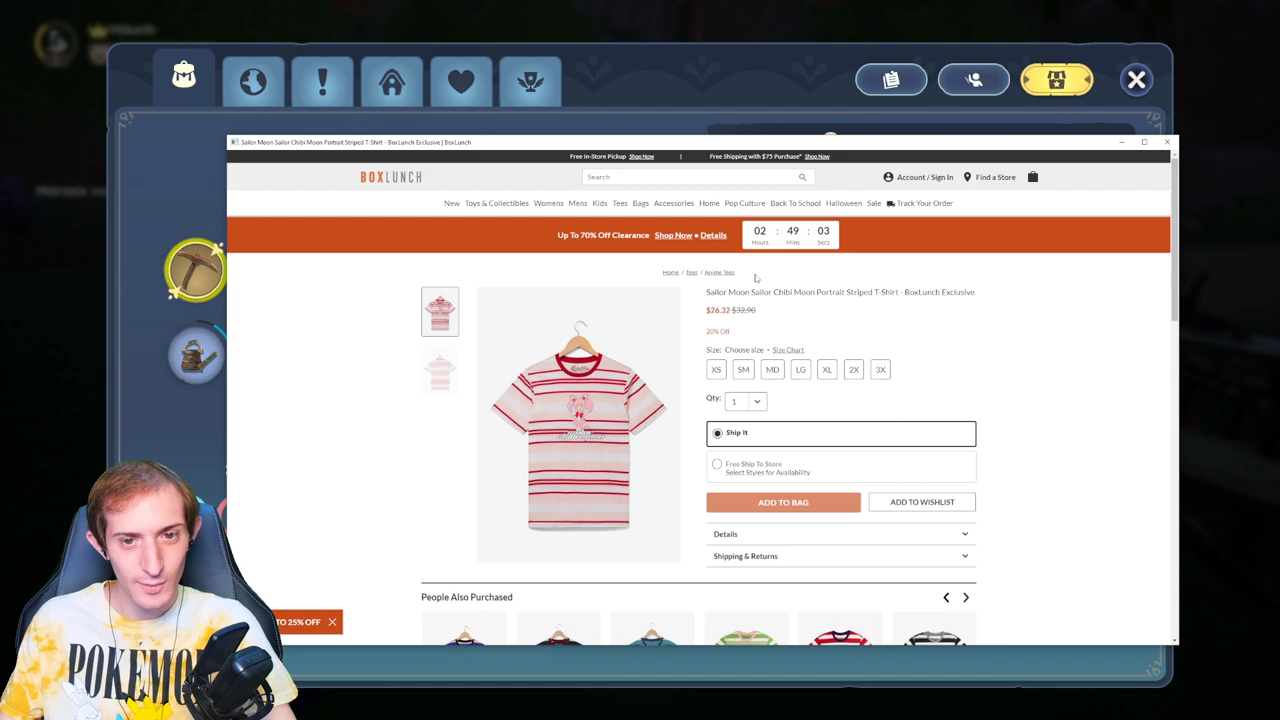 Sailor Moon Sailor Chibi Moon Portrait Striped T-Shirt - BoxLunch Exclusive | BoxLunch
Free In-Store Pickup Shop Now | Free Shipping with $75 Purchase* Shop Now
BOXLUNCH
Search
Account / Sign In
Find a Store
New Toys & Collectibles Womens Mens Kids Tees Bags Accessories Home Pop Culture Back To School Halloween Sale Track Your Order
Up To 70% Off Clearance Shop Now • Details
02 : 49 : 03
Hours Mins Secs
Home / Tees / Anime Tees
Sailor Moon Sailor Chibi Moon Portrait Striped T-Shirt - BoxLunch Exclusive
$26.32 $32.90
20% Off
Size: Choose size • Size Chart
XS SM MD LG XL 2X 3X
Qty: 1
Ship It
Free Ship To Store
Select Styles for Availability
ADD TO BAG
ADD TO WISHLIST
Details
Shipping & Returns
People Also Purchased
TO 25% OFF
POKÉMO